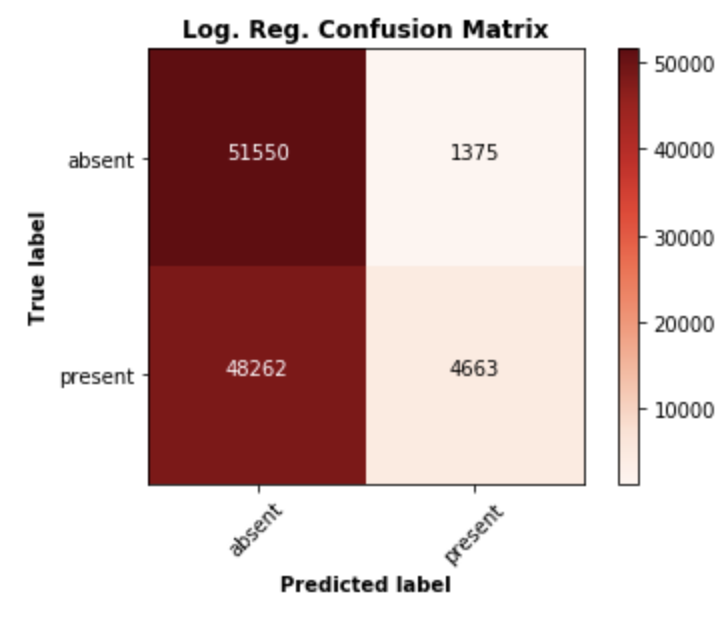 Log. Reg. Confusion Matrix
50000
absent
51550
1375
40000
True label
30000
20000
present
48262
4663
10000
absent
present
Predicted label